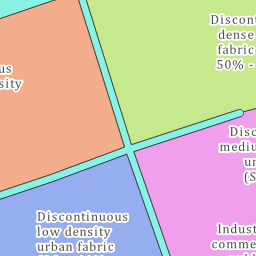 Discont
dense
fabric
50% -
us
sity
Disc
mediu
ur
(S
Discontinuous
low density
urban fabric
Indust
comme